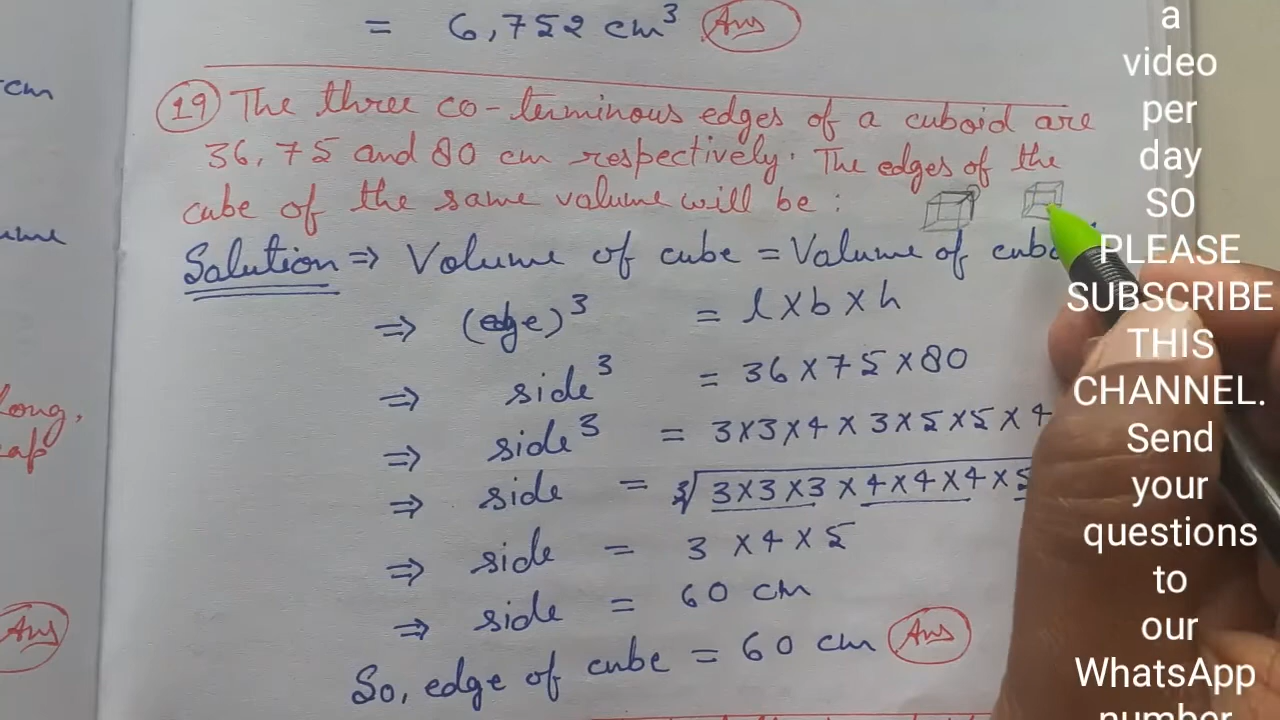 = 6,752 cm³ Ans
19 The three co-terminous edges of a cuboid are
36, 75 and 80 cm respectively. The edges of the
cube of the same volume will be :
Solution ⇒ Volume of cube = Volume of
⇒ (edge)³ = l × b × h
⇒ side³ = 36 × 75 × 80
⇒ side³ = 3×3×4×3×5×5×4
⇒ side = ∛3×3×3×4×4×4×5
⇒ side = 3 × 4 × 5
⇒ side = 60 cm
So, edge of cube = 60 cm Ans
cm
long,
Ans
a
video
per
day
SO
PLEASE
SUBSCRIBE
THIS
CHANNEL.
Send
your
questions
to
our
WhatsApp
number